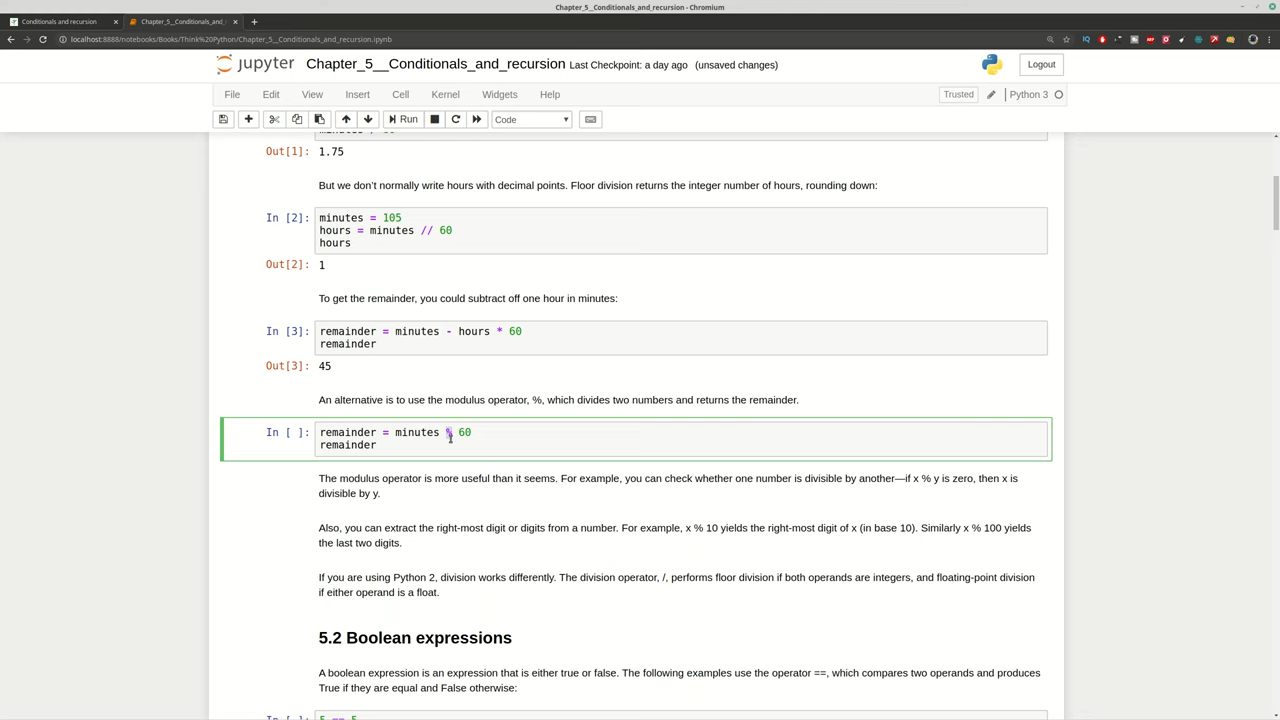 Chapter_5__Conditionals_and_recursion - Chromium
Conditionals and recursion
Chapter_5__Conditionals_and_
localhost:8888/notebooks/Books/Think%20Python/Chapter_5__Conditionals_and_recursion.ipynb
jupyter Chapter_5__Conditionals_and_recursion Last Checkpoint: a day ago (unsaved changes) Logout
File Edit View Insert Cell Kernel Widgets Help Trusted Python 3
Run Code
Out[1]: 1.75
But we don't normally write hours with decimal points. Floor division returns the integer number of hours, rounding down:
In [2]: minutes = 105
hours = minutes // 60
hours
Out[2]: 1
To get the remainder, you could subtract off one hour in minutes:
In [3]: remainder = minutes - hours * 60
remainder
Out[3]: 45
An alternative is to use the modulus operator, %, which divides two numbers and returns the remainder.
In [ ]: remainder = minutes % 60
remainder
The modulus operator is more useful than it seems. For example, you can check whether one number is divisible by another—if x % y is zero, then x is
divisible by y.
Also, you can extract the right-most digit or digits from a number. For example, x % 10 yields the right-most digit of x (in base 10). Similarly x % 100 yields
the last two digits.
If you are using Python 2, division works differently. The division operator, /, performs floor division if both operands are integers, and floating-point division
if either operand is a float.
5.2 Boolean expressions
A boolean expression is an expression that is either true or false. The following examples use the operator ==, which compares two operands and produces
True if they are equal and False otherwise:
In [ ]: 5 == 5